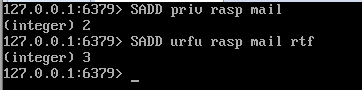 127.0.0.1:6379> SADD priv rasp mail
(integer) 2
127.0.0.1:6379> SADD urfu rasp mail rtf
(integer) 3
127.0.0.1:6379> _